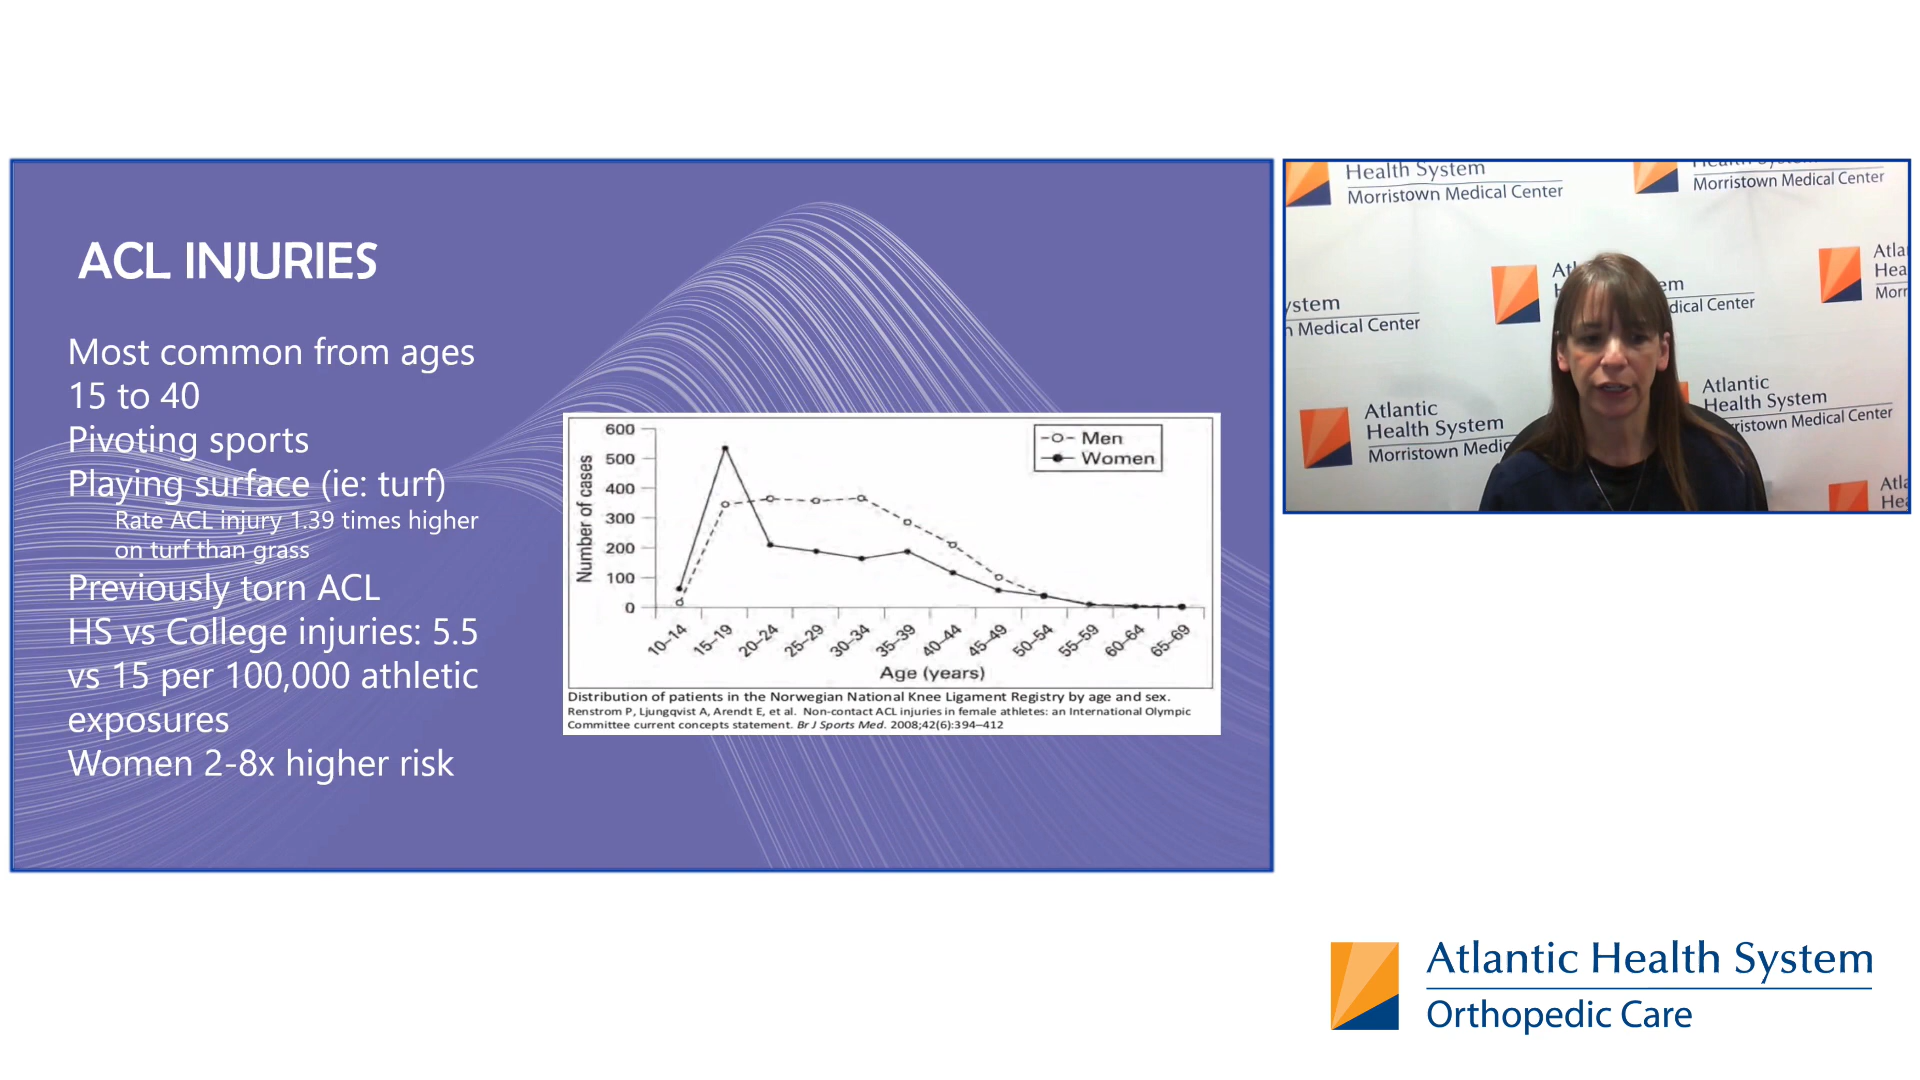 ACL INJURIES
Most common from ages
15 to 40
Pivoting sports
Playing surface (ie: turf)
Rate ACL injury 1.39 times higher
on turf than grass
Previously torn ACL
HS vs College injuries: 5.5
vs 15 per 100,000 athletic
exposures
Women 2-8x higher risk
Men
Women
Number of cases
600
500
400
300
200
100
0
10–14
15–19
20–24
25–29
30–34
35–39
40–44
45–49
50–54
55–59
60–64
65–69
Age (years)
Distribution of patients in the Norwegian National Knee Ligament Registry by age and sex.
Renstrom P, Ljungqvist A, Arendt E, et al. Non-contact ACL injuries in female athletes: an International Olympic
Committee current concepts statement. Br J Sports Med. 2008;42(6):394–412
Health System
Morristown Medical Center
Health System
Morristown Medical Center
Atlantic
Health System
Morristown Medical Center
Atlantic
Health System
Atlantic Health System
Orthopedic Care